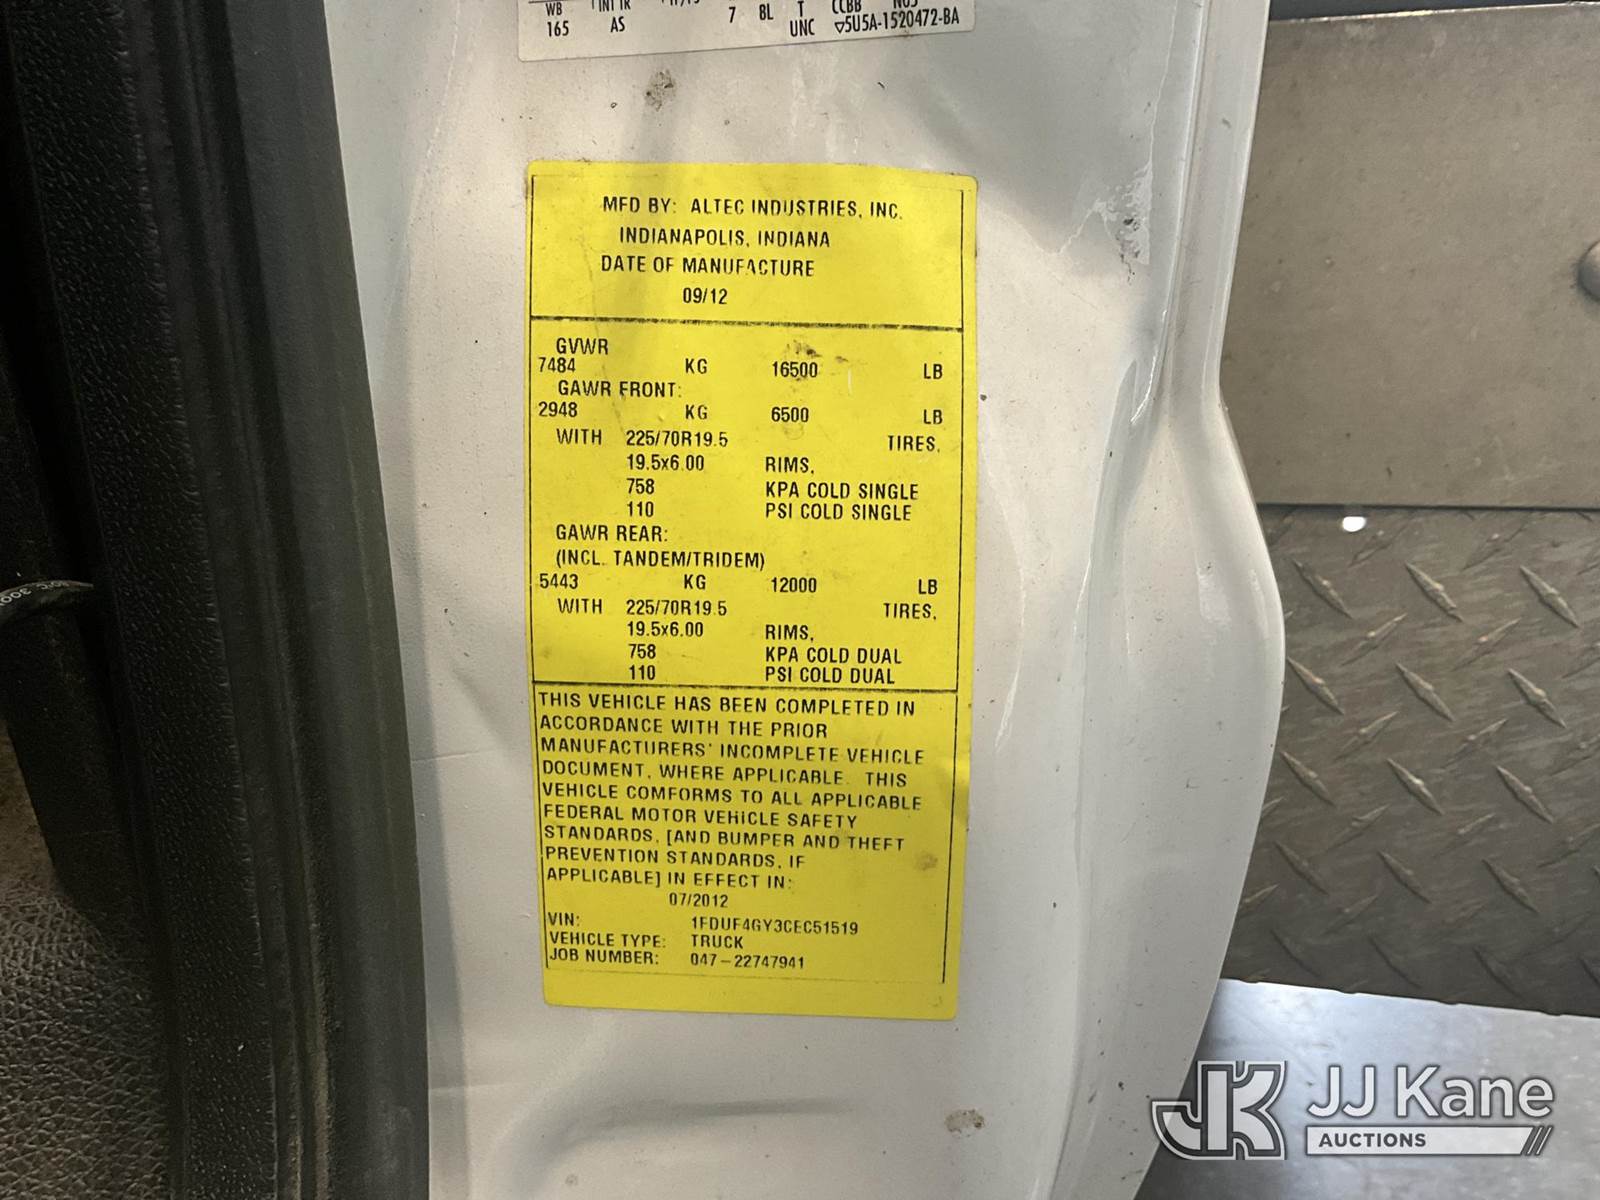 WB INT TR T CCBB
165 AS 7 8L UNC ▽5U5A-1520472-BA
MFD BY: ALTEC INDUSTRIES, INC.
INDIANAPOLIS, INDIANA
DATE OF MANUFACTURE
09/12
GVWR
7484 KG 16500 LB
GAWR FRONT:
2948 KG 6500 LB
WITH 225/70R19.5 TIRES,
19.5x6.00 RIMS,
758 KPA COLD SINGLE
110 PSI COLD SINGLE
GAWR REAR:
(INCL. TANDEM/TRIDEM)
5443 KG 12000 LB
WITH 225/70R19.5 TIRES,
19.5x6.00 RIMS,
758 KPA COLD DUAL
110 PSI COLD DUAL
THIS VEHICLE HAS BEEN COMPLETED IN
ACCORDANCE WITH THE PRIOR
MANUFACTURERS' INCOMPLETE VEHICLE
DOCUMENT, WHERE APPLICABLE. THIS
VEHICLE COMFORMS TO ALL APPLICABLE
FEDERAL MOTOR VEHICLE SAFETY
STANDARDS, [AND BUMPER AND THEFT
PREVENTION STANDARDS, IF
APPLICABLE] IN EFFECT IN:
07/2012
VIN: 1FDUF4GY3CEC51519
VEHICLE TYPE: TRUCK
JOB NUMBER: 047-22747941
JK JJ Kane
AUCTIONS